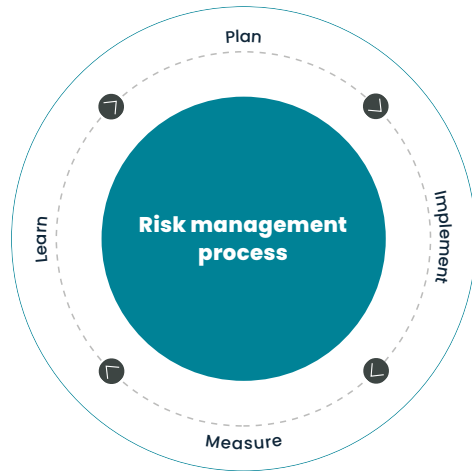 Plan
Implement
Measure
Learn
Risk management
process